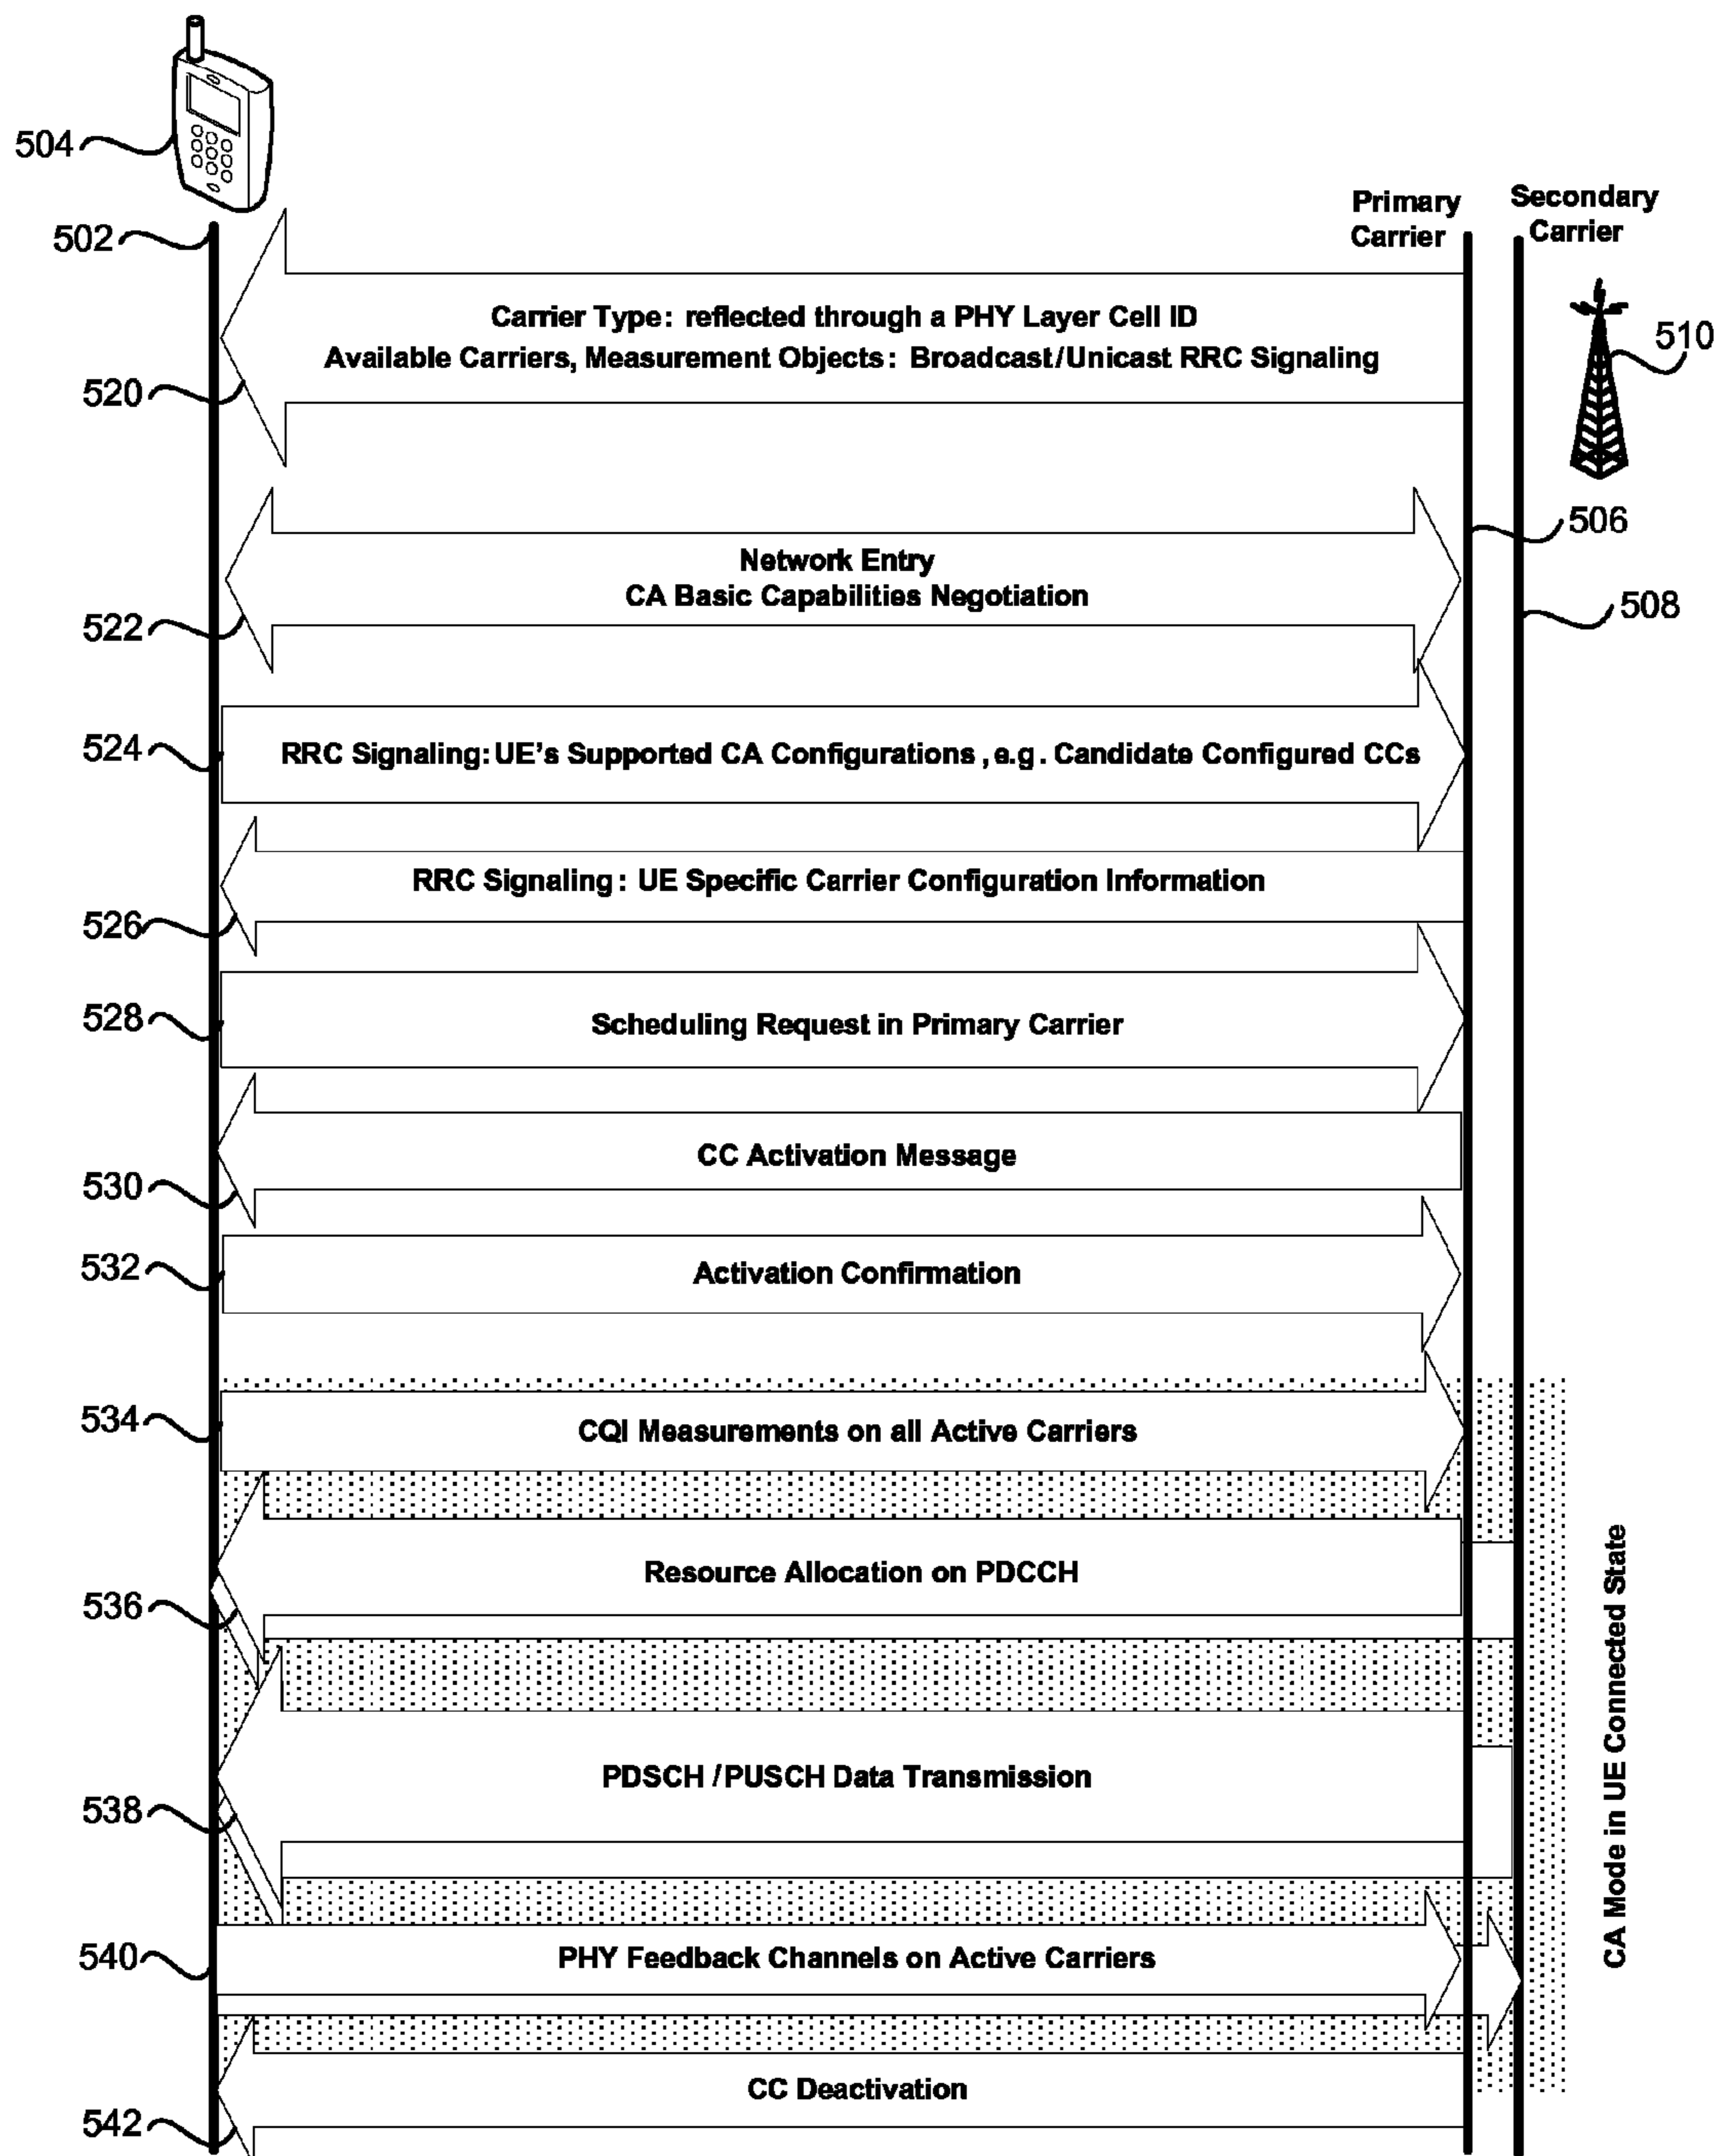 504
502
Primary
Carrier
Secondary
Carrier
Carrier Type: reflected through a PHY Layer Cell ID
Available Carriers, Measurement Objects: Broadcast/Unicast RRC Signaling
510
520
506
Network Entry
CA Basic Capabilities Negotiation
508
522
524
RRC Signaling: UE's Supported CA Configurations, e.g. Candidate Configured CCs
RRC Signaling: UE Specific Carrier Configuration Information
526
528
Scheduling Request in Primary Carrier
CC Activation Message
530
532
Activation Confirmation
534
CQI Measurements on all Active Carriers
Resource Allocation on PDCCH
536
CA Mode in UE Connected State
PDSCH /PUSCH Data Transmission
538
540
PHY Feedback Channels on Active Carriers
CC Deactivation
542